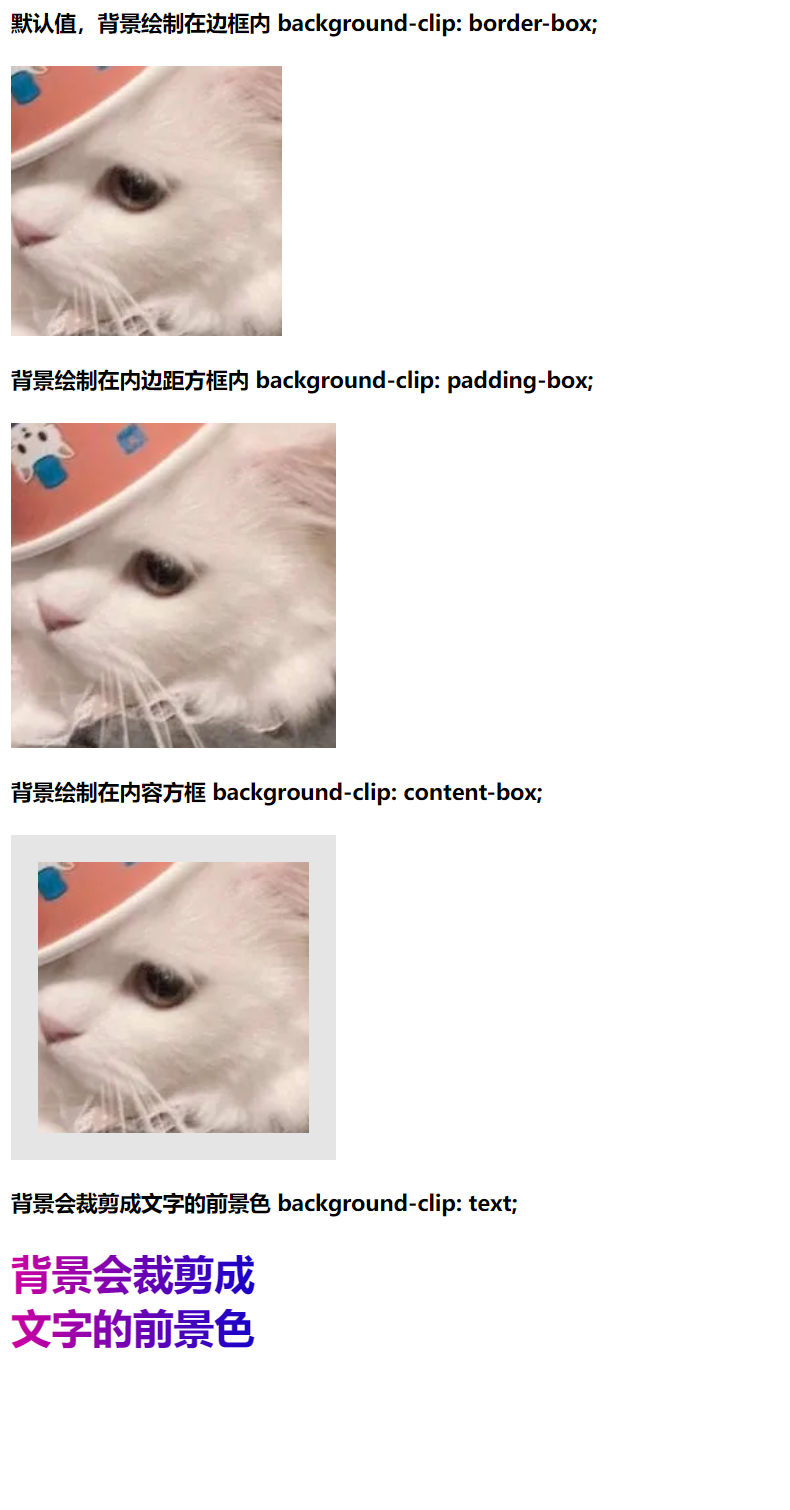 默认值，背景绘制在边框内 background-clip: border-box;
背景绘制在内边距方框内 background-clip: padding-box;
背景绘制在内容方框 background-clip: content-box;
背景会裁剪成文字的前景色 background-clip: text;
背景会裁剪成
文字的前景色